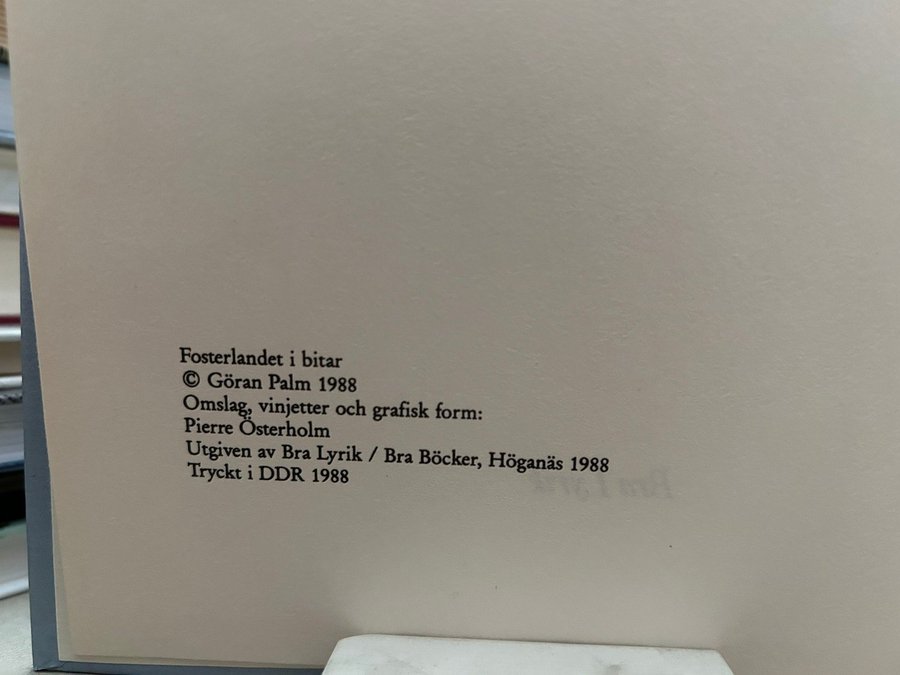 Fosterlandet i bitar
© Göran Palm 1988
Omslag, vinjetter och grafisk form:
Pierre Österholm
Utgiven av Bra Lyrik / Bra Böcker, Höganäs 1988
Tryckt i DDR 1988